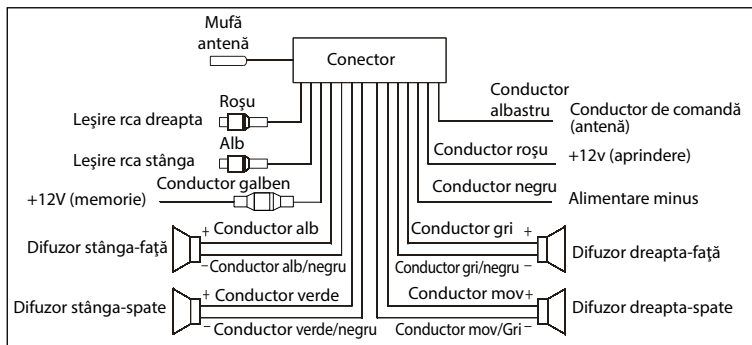 Mufă
antenă
Conector
Roşu
Leşire rca dreapta
Alb
Leşire rca stânga
Conductor galben
+12V (memorie)
+ Conductor alb
Difuzor stânga-faţă
− Conductor alb/negru
+ Conductor verde
Difuzor stânga-spate
− Conductor verde/negru
Conductor
albastru
Conductor de comandă
(antenă)
Conductor roşu
+12v (aprindere)
Conductor negru
Alimentare minus
Conductor gri +
Difuzor dreapta-faţă
Conductor gri/negru −
Conductor mov+
Difuzor dreapta-spate
Conductor mov/Gri −